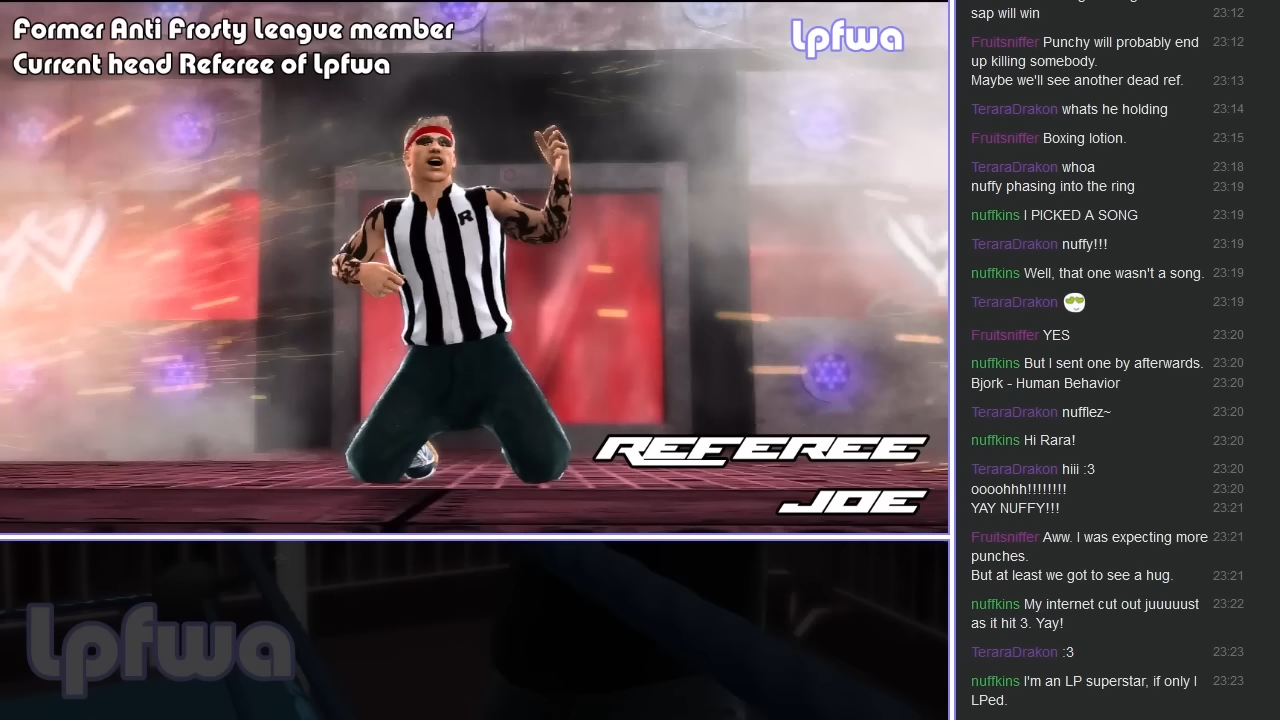 Former Anti Frosty League member
Current head Referee of Lpfwa
Lpfwa
R
REFEREE
JOE
Lpfwa
sap will win 23:12
Fruitsniffer Punchy will probably end 23:12
up killing somebody.
Maybe we'll see another dead ref. 23:13
TeraraDrakon whats he holding 23:14
Fruitsniffer Boxing lotion. 23:15
TeraraDrakon whoa 23:18
nuffy phasing into the ring 23:19
nuffkins I PICKED A SONG 23:19
TeraraDrakon nuffy!!! 23:19
nuffkins Well, that one wasn't a song. 23:19
TeraraDrakon 23:19
Fruitsniffer YES 23:20
nuffkins But I sent one by afterwards. 23:20
Bjork - Human Behavior 23:20
TeraraDrakon nufflez~ 23:20
nuffkins Hi Rara! 23:20
TeraraDrakon hiii :3 23:20
oooohhh!!!!!!!! 23:20
YAY NUFFY!!! 23:21
Fruitsniffer Aww. I was expecting more 23:21
punches.
But at least we got to see a hug. 23:21
nuffkins My internet cut out juuuuust 23:22
as it hit 3. Yay!
TeraraDrakon :3 23:23
nuffkins I'm an LP superstar, if only I 23:23
LPed.